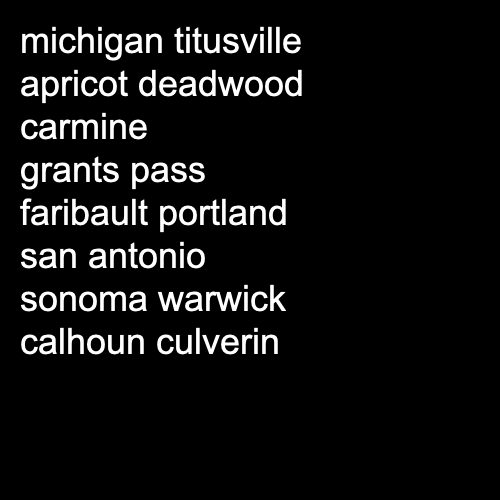 michigan titusville
apricot deadwood
carmine
grants pass
faribault portland
san antonio
sonoma warwick
calhoun culverin